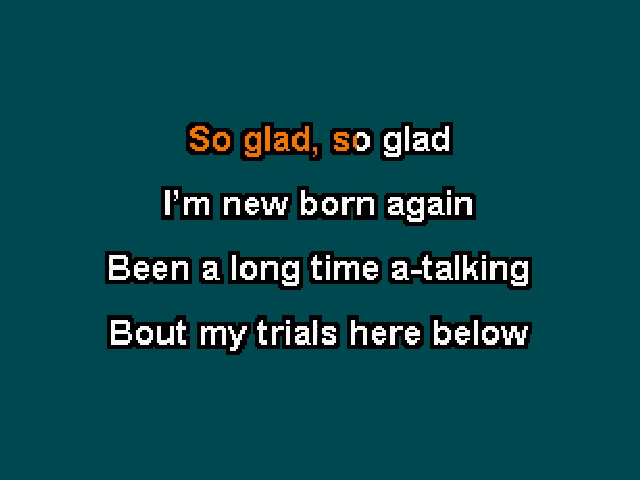 So glad, so glad
I’m new born again
Been a long time a-talking
Bout my trials here below